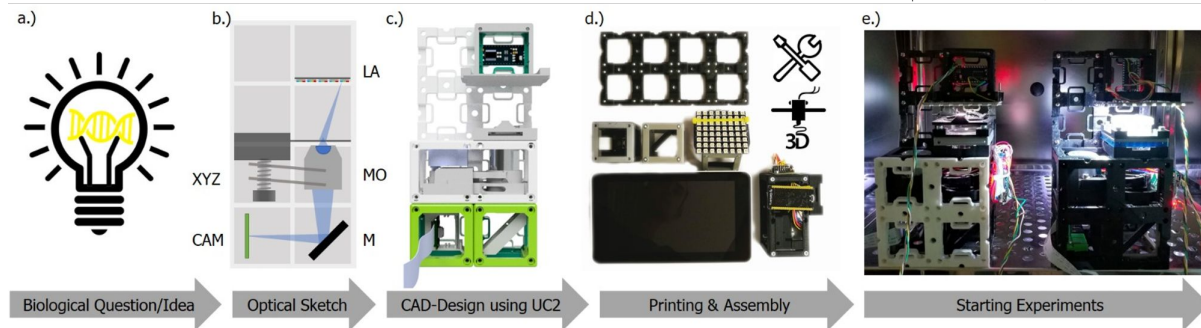 a.)
b.)
c.)
d.)
e.)
LA
XYZ
MO
CAM
M
3D
Biological Question/Idea
Optical Sketch
CAD-Design using UC2
Printing & Assembly
Starting Experiments